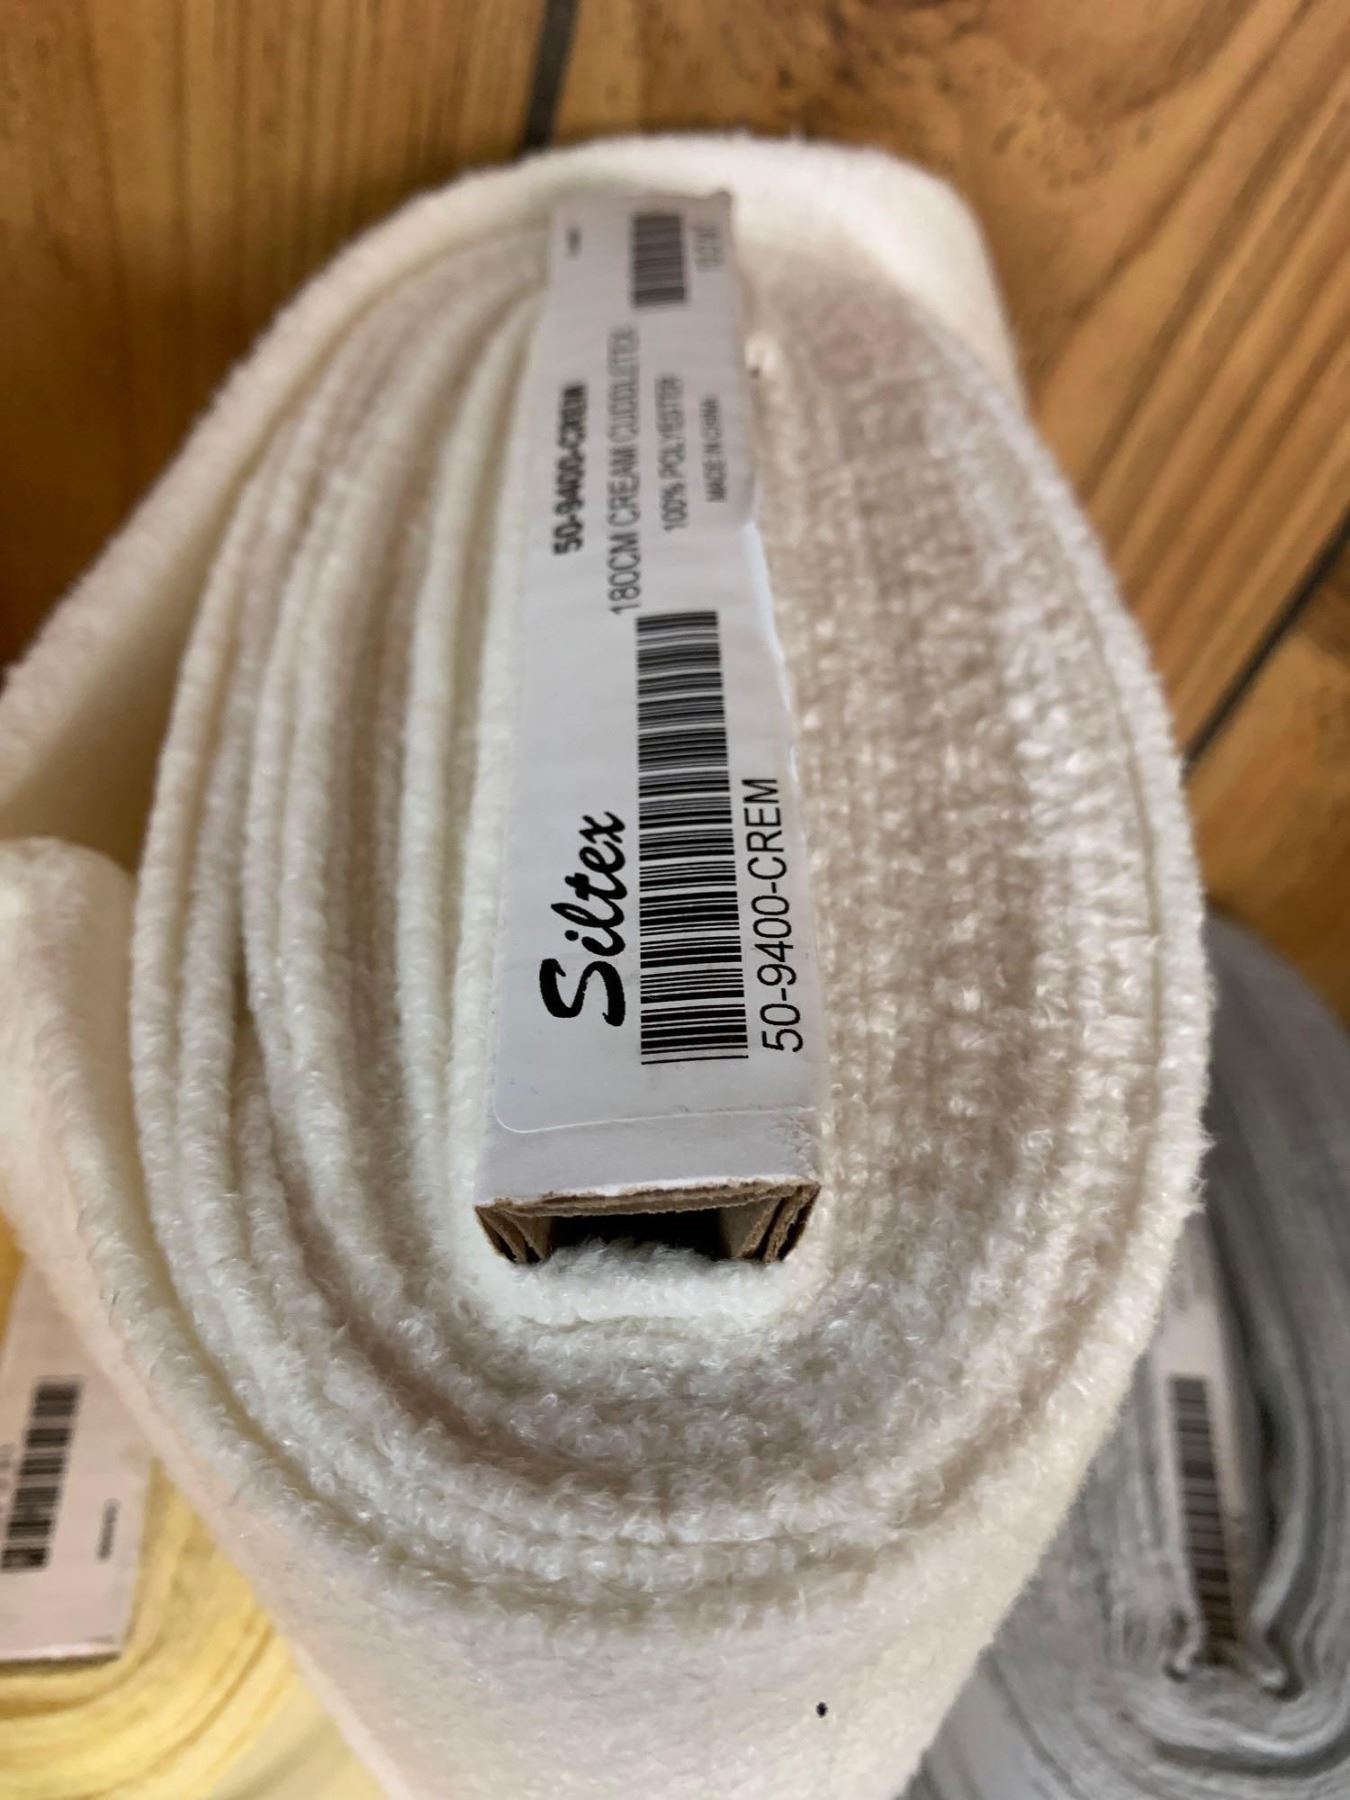 Siltex
50-9400-CREM
50-9400-CREM
180CM CREAM CUDDLETEX
100% POLYESTER
MADE IN CHINA